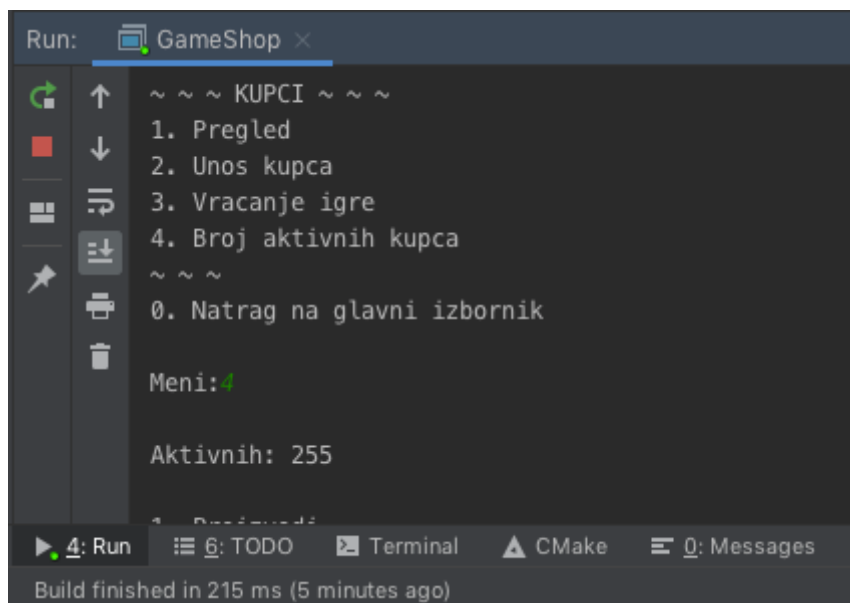 Run: GameShop
~ ~ ~ KUPCI ~ ~ ~
1. Pregled
2. Unos kupca
3. Vracanje igre
4. Broj aktivnih kupca
~ ~ ~
0. Natrag na glavni izbornik
Meni:4
Aktivnih: 255
1. Proizvodi
4: Run 6: TODO Terminal CMake 0: Messages
Build finished in 215 ms (5 minutes ago)